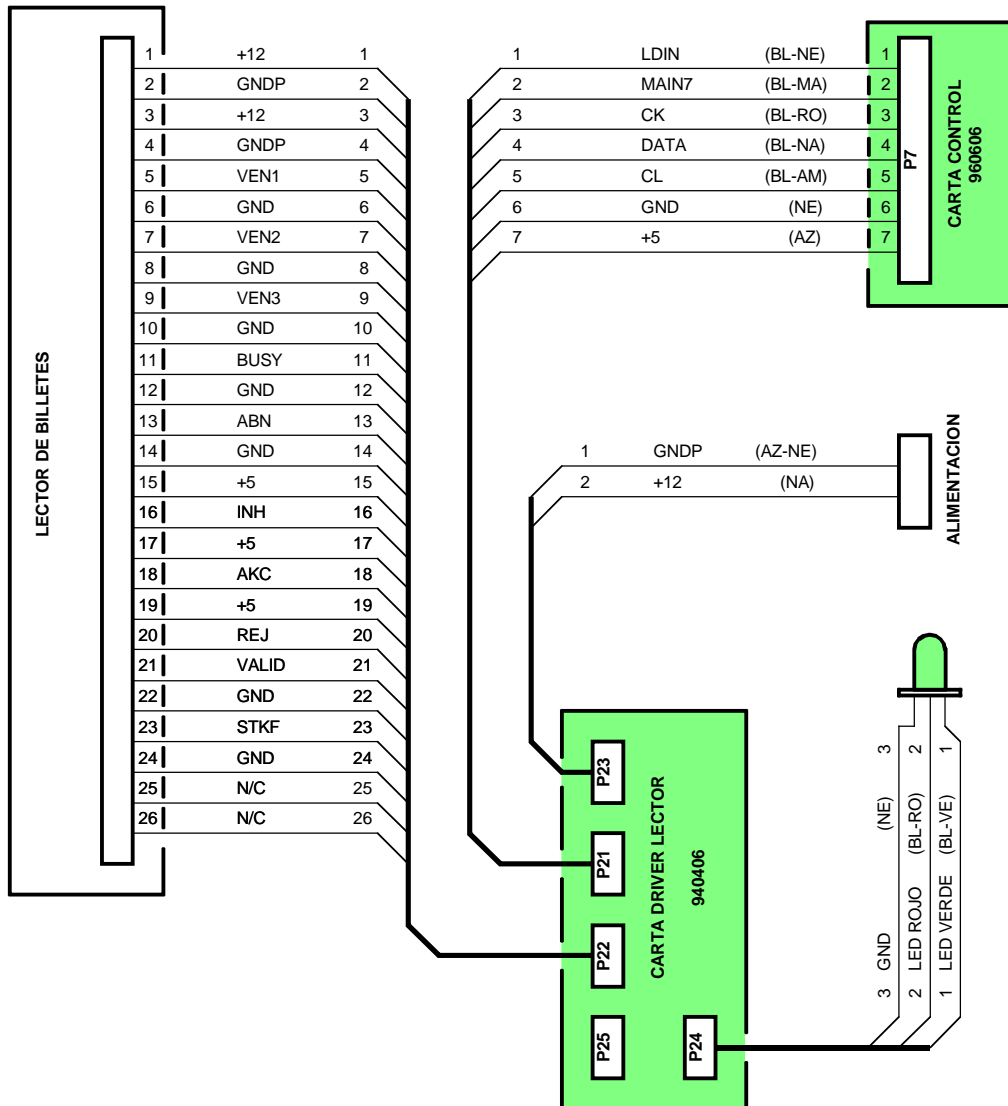 LECTOR DE BILLETES
1 +12 1
2 GNDP 2
3 +12 3
4 GNDP 4
5 VEN1 5
6 GND 6
7 VEN2 7
8 GND 8
9 VEN3 9
10 GND 10
11 BUSY 11
12 GND 12
13 ABN 13
14 GND 14
15 +5 15
16 INH 16
17 +5 17
18 AKC 18
19 +5 19
20 REJ 20
21 VALID 21
22 GND 22
23 STKF 23
24 GND 24
25 N/C 25
26 N/C 26
1 LDIN (BL-NE) 1
2 MAIN7 (BL-MA) 2
3 CK (BL-RO) 3
4 DATA (BL-NA) 4
5 CL (BL-AM) 5
6 GND (NE) 6
7 +5 (AZ) 7
P7
CARTA CONTROL
960606
1 GNDP (AZ-NE)
2 +12 (NA)
ALIMENTACION
P23
P21
P22
P25
P24
CARTA DRIVER LECTOR
940406
3 GND (NE) 3
2 LED ROJO (BL-RO) 2
1 LED VERDE (BL-VE) 1